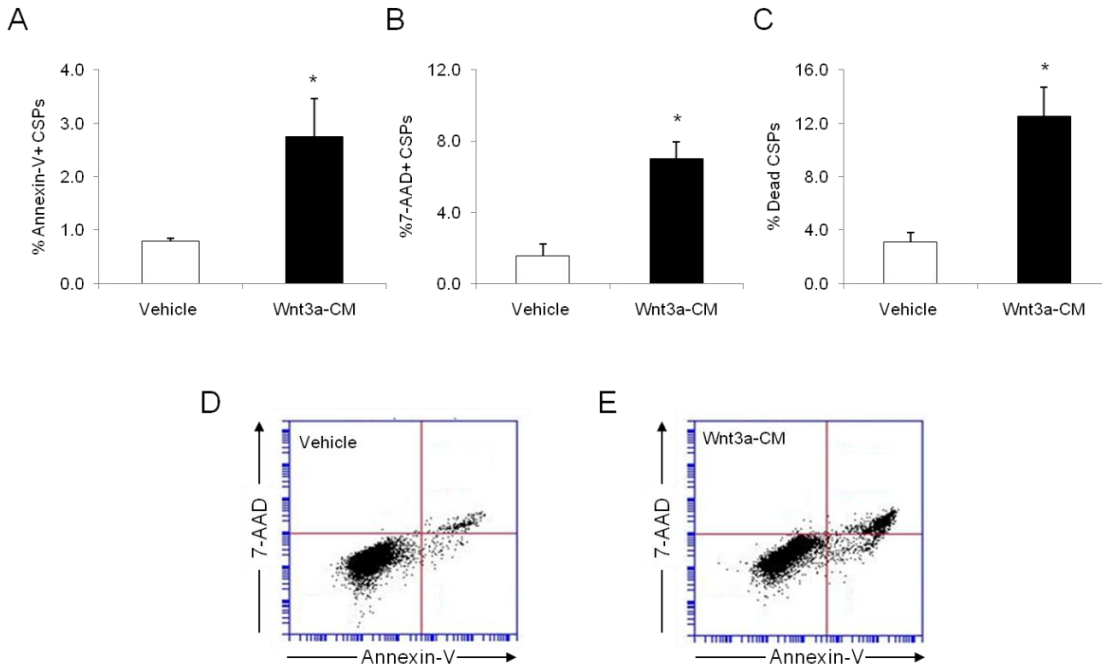 A
B
C
% Annexin-V+ CSPs
4.0
3.0
2.0
1.0
0.0
*
Vehicle
Wnt3a-CM
%7-AAD+ CSPs
12.0
8.0
4.0
0.0
*
Vehicle
Wnt3a-CM
% Dead CSPs
16.0
12.0
8.0
4.0
0.0
*
Vehicle
Wnt3a-CM
D
E
Vehicle
7-AAD
Annexin-V
Wnt3a-CM
7-AAD
Annexin-V